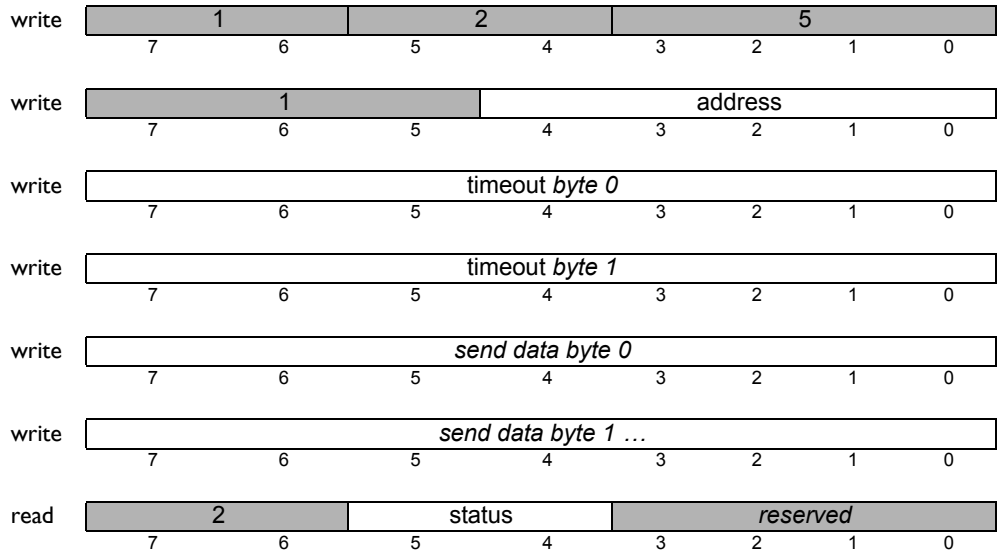 write 1 2 5
7 6 5 4 3 2 1 0
write 1 address
7 6 5 4 3 2 1 0
write timeout byte 0
7 6 5 4 3 2 1 0
write timeout byte 1
7 6 5 4 3 2 1 0
write send data byte 0
7 6 5 4 3 2 1 0
write send data byte 1 …
7 6 5 4 3 2 1 0
read 2 status reserved
7 6 5 4 3 2 1 0